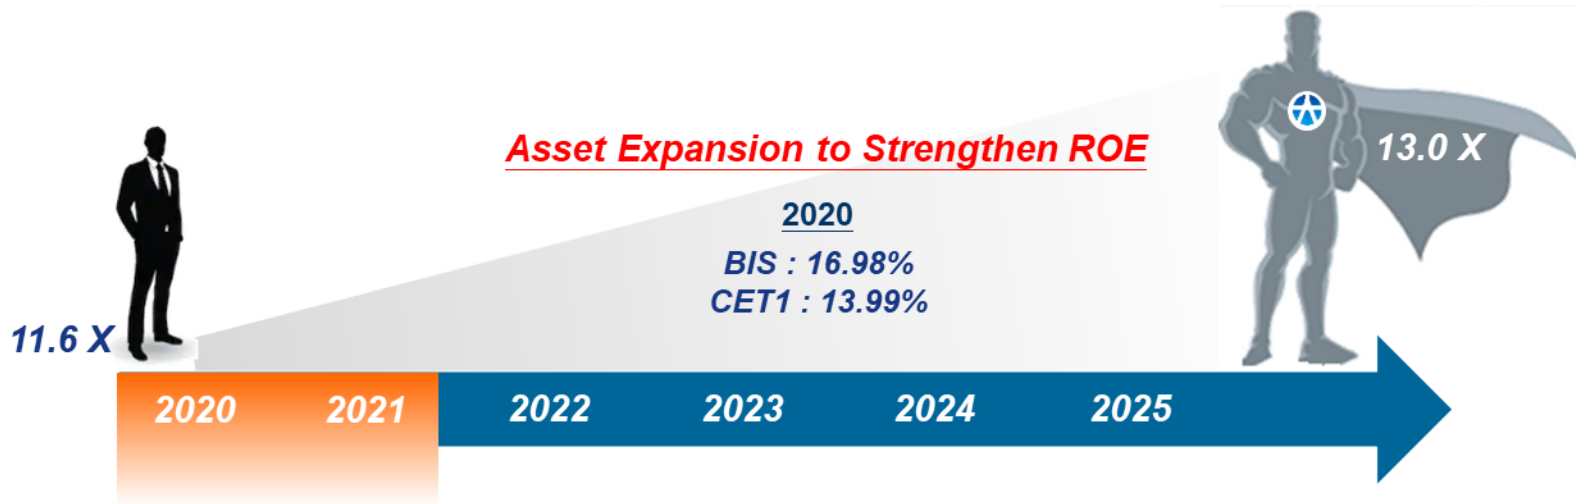 Asset Expansion to Strengthen ROE
13.0 X
2020
BIS : 16.98%
CET1 : 13.99%
11.6 X
2020 2021 2022 2023 2024 2025